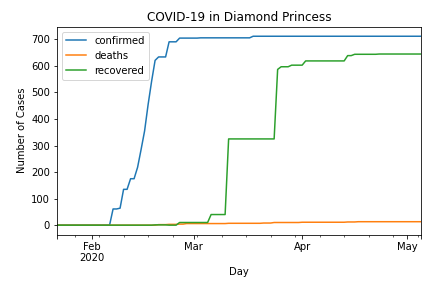 COVID-19 in Diamond Princess
Number of Cases
700
600
500
400
300
200
100
0
confirmed
deaths
recovered
Feb
2020
Mar
Apr
May
Day